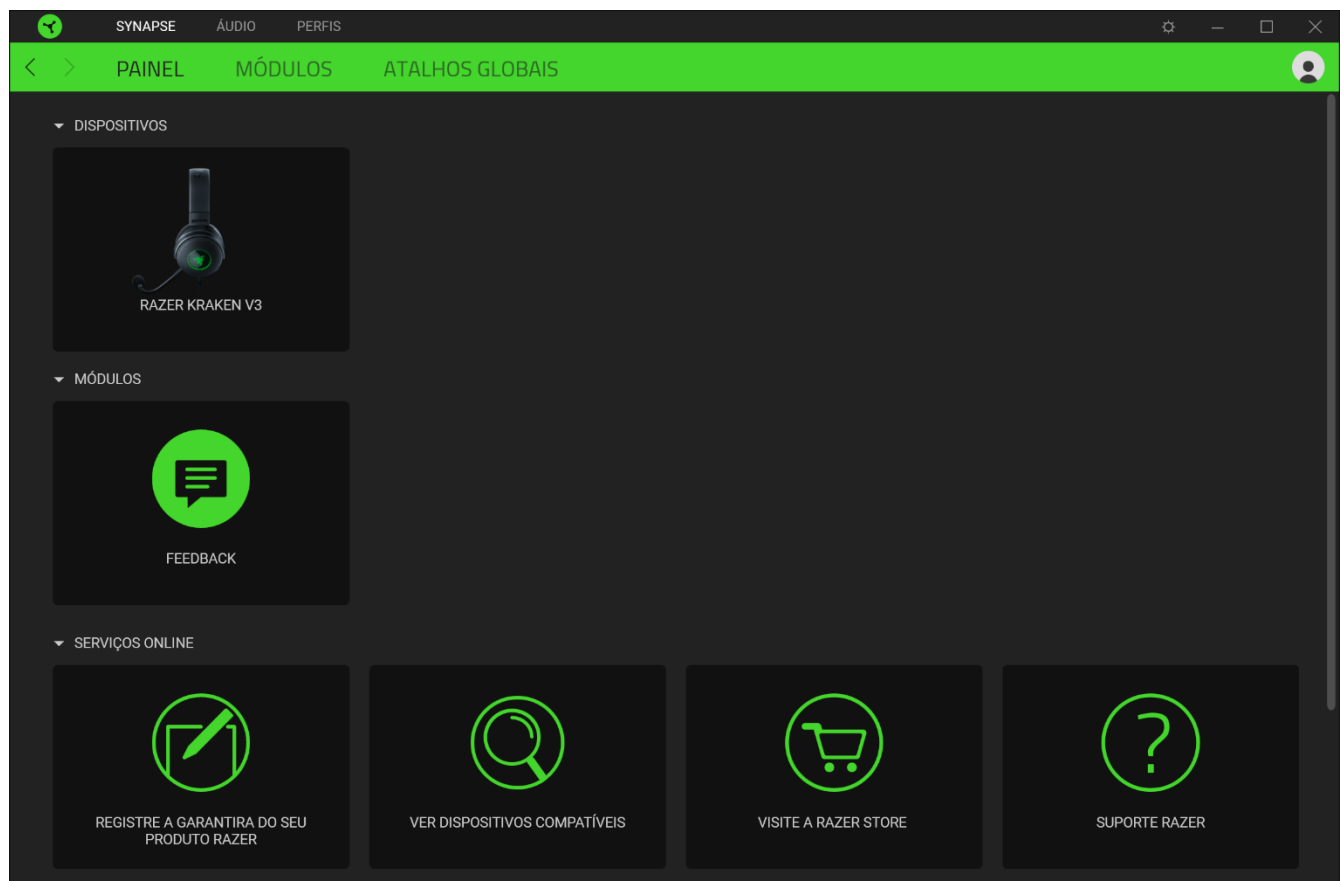 SYNAPSE ÁUDIO PERFIS
PAINEL MÓDULOS ATALHOS GLOBAIS
DISPOSITIVOS
RAZER KRAKEN V3
MÓDULOS
FEEDBACK
SERVIÇOS ONLINE
REGISTRE A GARANTIRA DO SEU
PRODUTO RAZER
VER DISPOSITIVOS COMPATÍVEIS
VISITE A RAZER STORE
SUPORTE RAZER